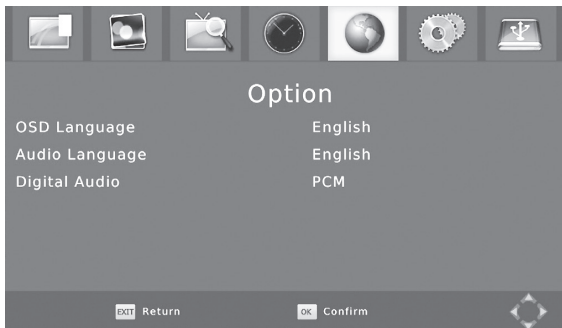 Option
OSD Language English
Audio Language English
Digital Audio PCM
EXIT Return OK Confirm